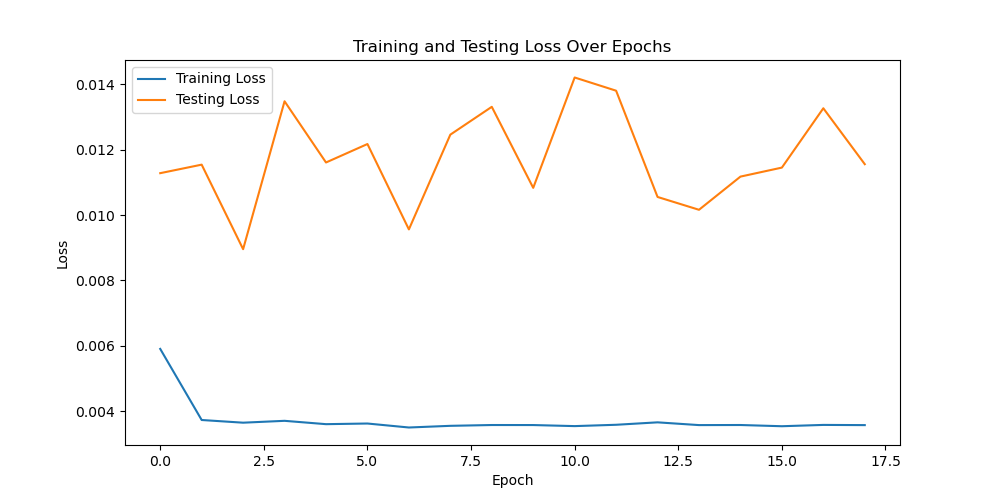 Training and Testing Loss Over Epochs
Training Loss
Testing Loss
0.014
0.012
0.010
0.008
0.006
0.004
Loss
0.0 2.5 5.0 7.5 10.0 12.5 15.0 17.5
Epoch